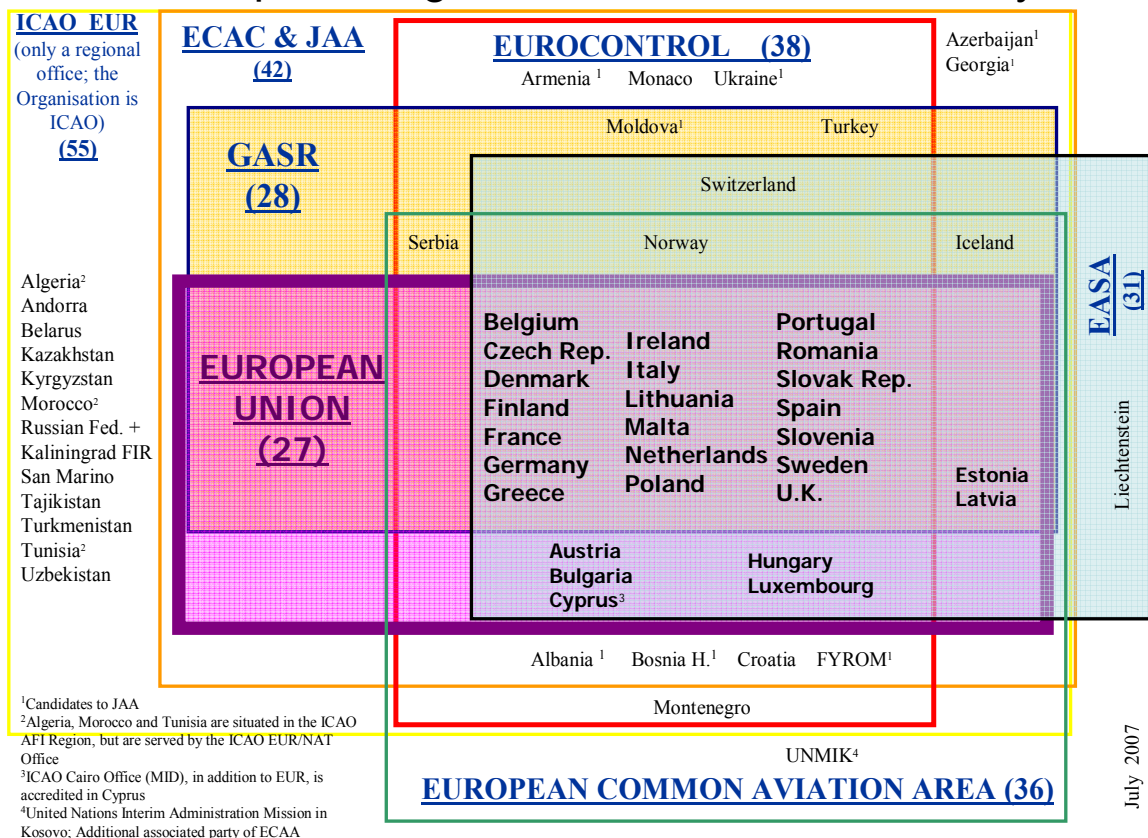 ICAO EUR
(only a regional
office; the
Organisation is
ICAO)
(55)
ECAC & JAA
(42)
EUROCONTROL (38)
Armenia ¹ Monaco Ukraine¹
Azerbaijan¹
Georgia¹
Moldova¹ Turkey
GASR
(28)
Switzerland
Serbia Norway Iceland
EASA
(31)
Liechtenstein
Algeria²
Andorra
Belarus
Kazakhstan
Kyrgyzstan
Morocco²
Russian Fed. +
Kaliningrad FIR
San Marino
Tajikistan
Turkmenistan
Tunisia²
Uzbekistan
EUROPEAN
UNION
(27)
Belgium
Czech Rep.
Denmark
Finland
France
Germany
Greece
Ireland
Italy
Lithuania
Malta
Netherlands
Poland
Portugal
Romania
Slovak Rep.
Spain
Slovenia
Sweden
U.K.
Estonia
Latvia
Austria
Bulgaria
Cyprus³
Hungary
Luxembourg
Albania ¹ Bosnia H.¹ Croatia FYROM¹
Montenegro
UNMIK⁴
EUROPEAN COMMON AVIATION AREA (36)
¹Candidates to JAA
²Algeria, Morocco and Tunisia are situated in the ICAO
AFI Region, but are served by the ICAO EUR/NAT
Office
³ICAO Cairo Office (MID), in addition to EUR, is
accredited in Cyprus
⁴United Nations Interim Administration Mission in
Kosovo; Additional associated party of ECAA
July 2007